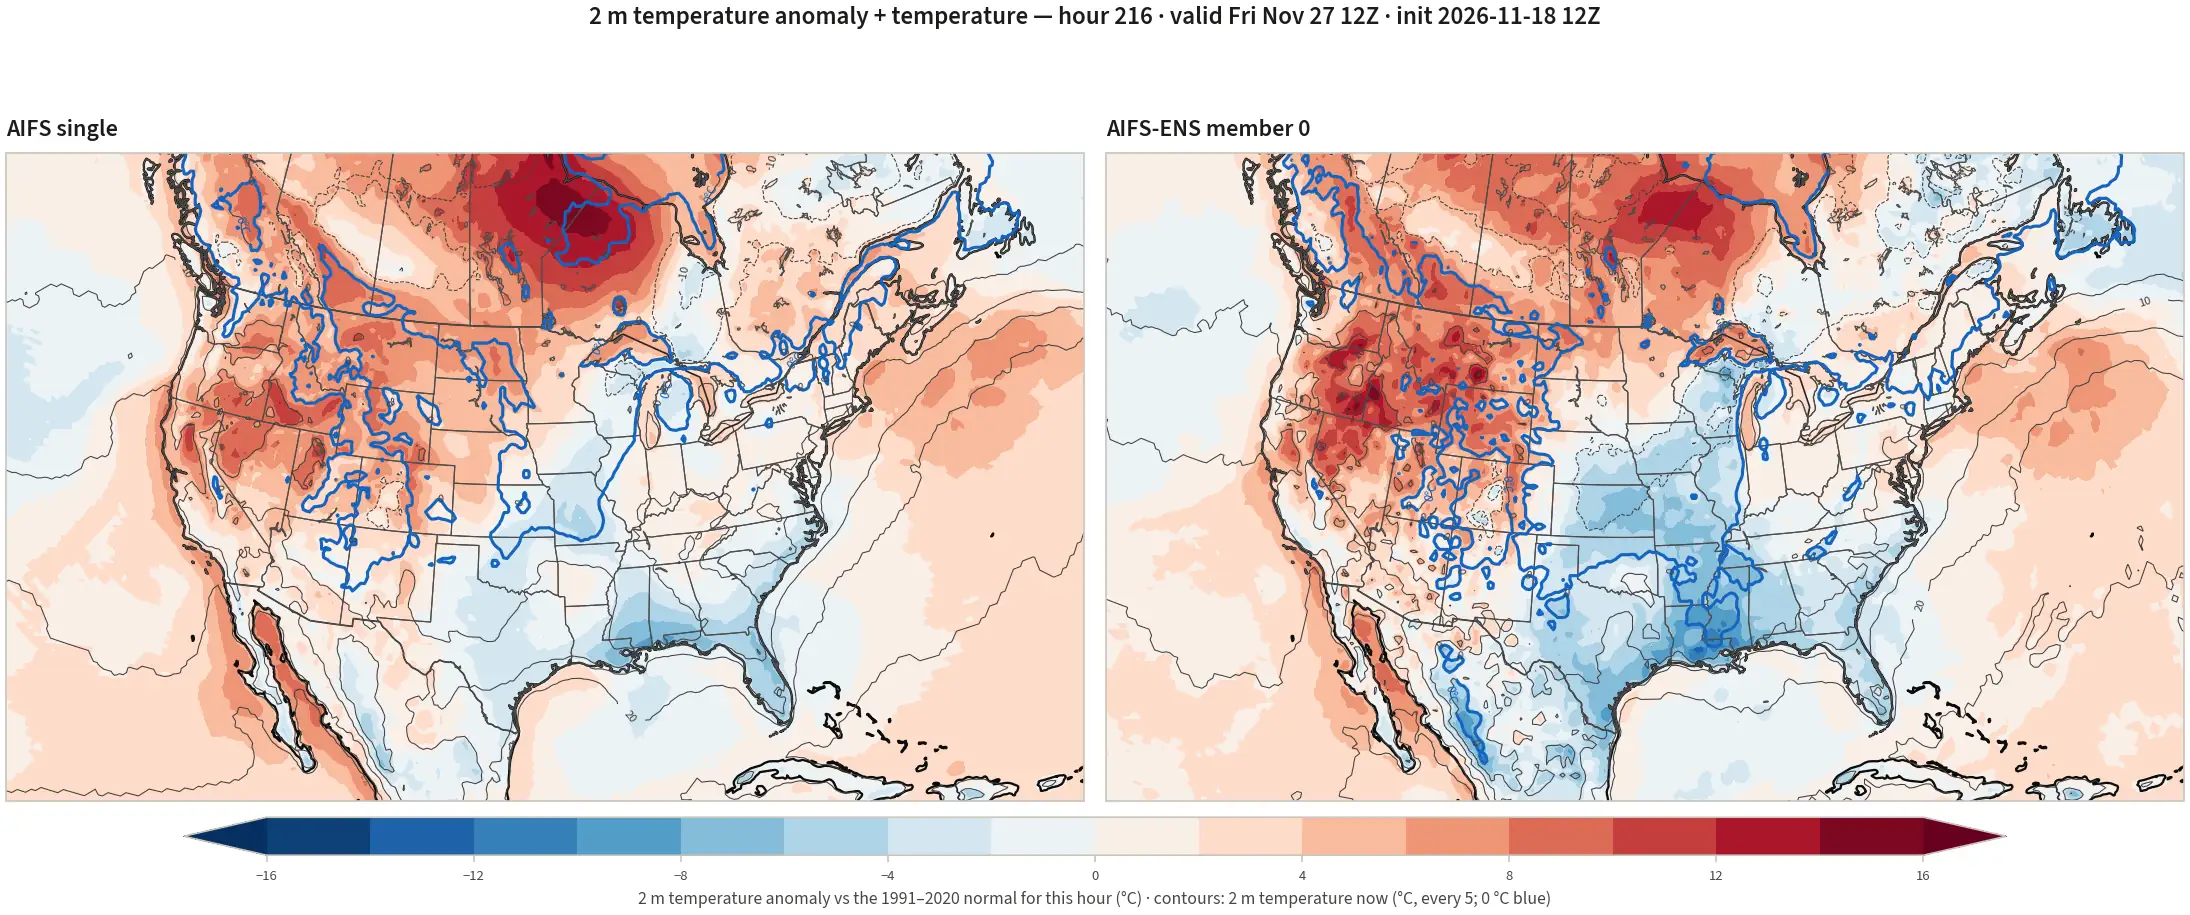 2 m temperature anomaly + temperature — hour 216 · valid Fri Nov 27 12Z · init 2026-11-18 12Z
AIFS single
AIFS-ENS member 0
−16 −12 −8 −4 0 4 8 12 16
2 m temperature anomaly vs the 1991–2020 normal for this hour (°C) · contours: 2 m temperature now (°C, every 5; 0 °C blue)